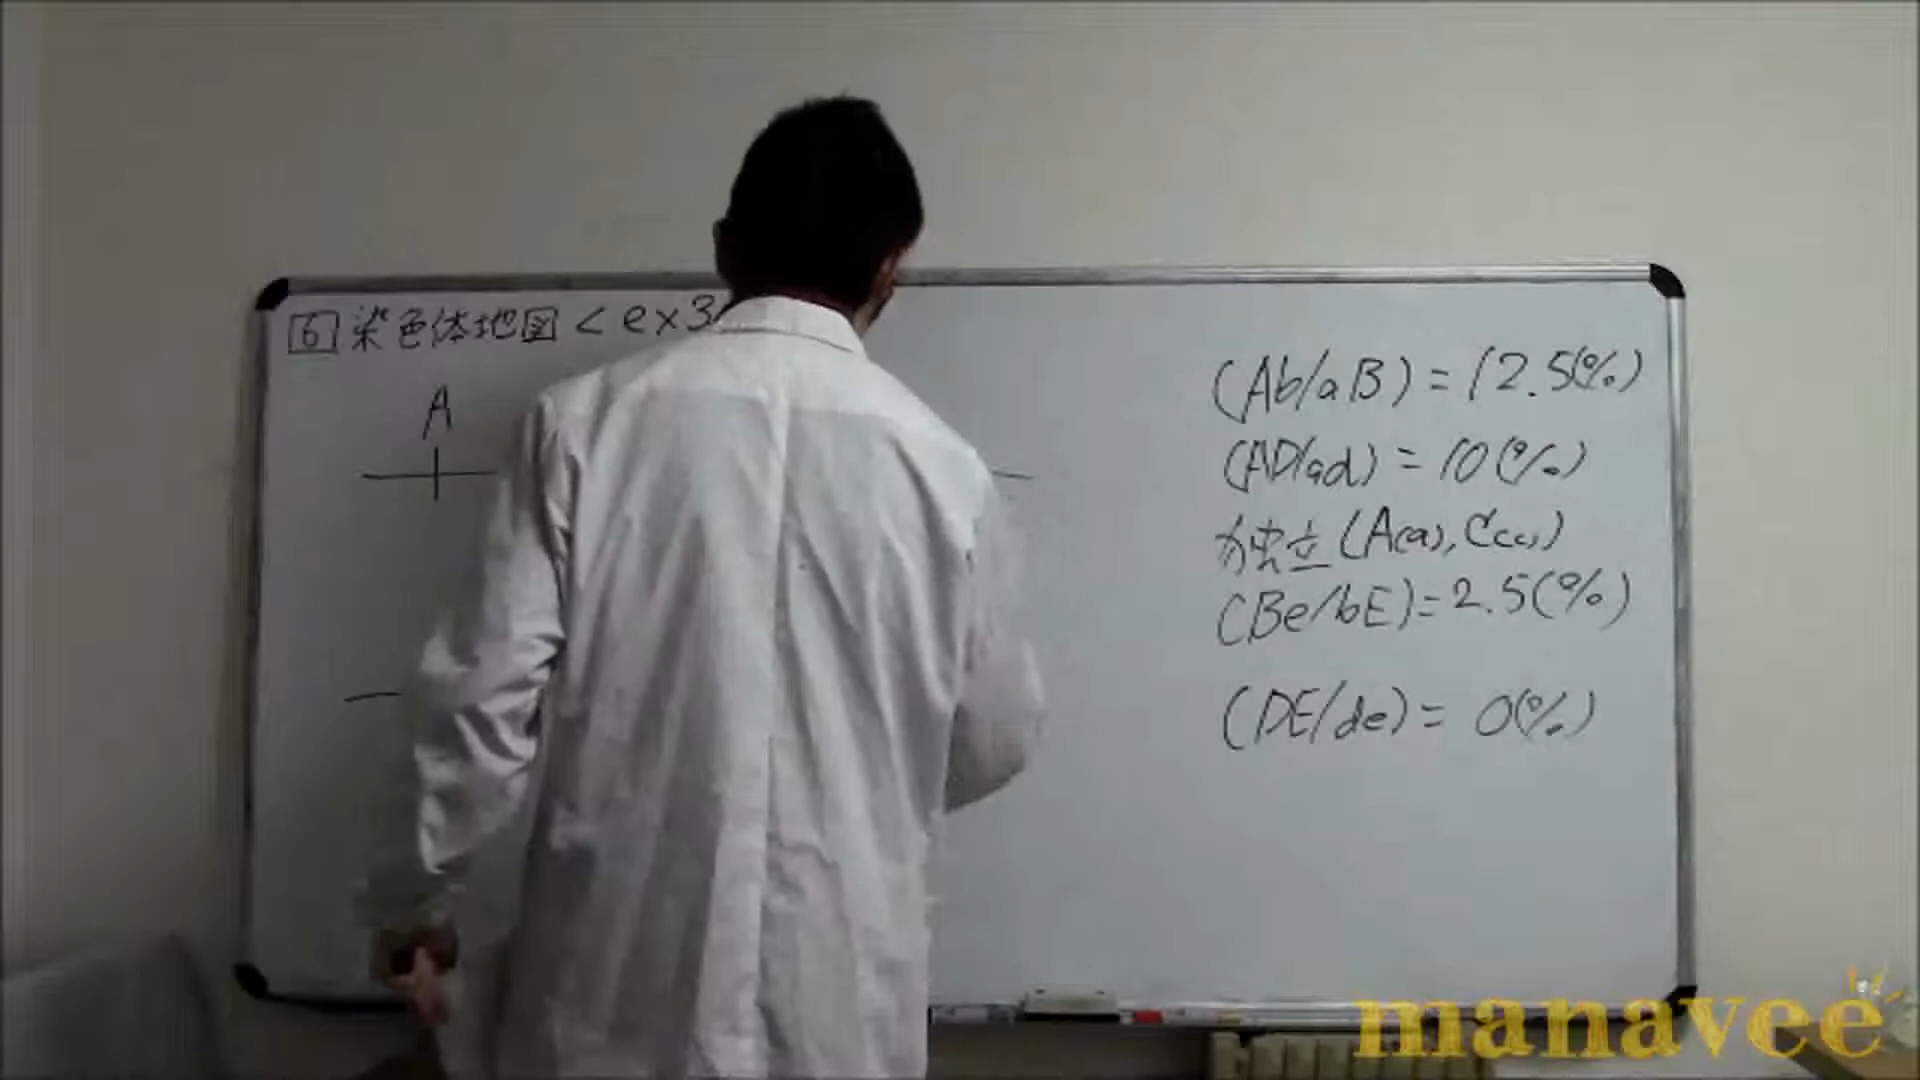 6 染色体地図 <ex3
A
(Ab/aB) = 12.5(%)
(AD/ad) = 10(%)
独立 (A(a), C(c))
(Be/bE) = 2.5(%)
(DE/de) = 0(%)
manavee